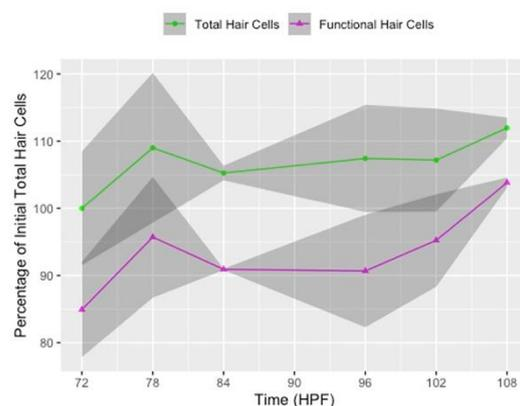 Total Hair Cells Functional Hair Cells
Percentage of Initial Total Hair Cells
120
110
100
90
80
72 78 84 90 96 102 108
Time (HPF)